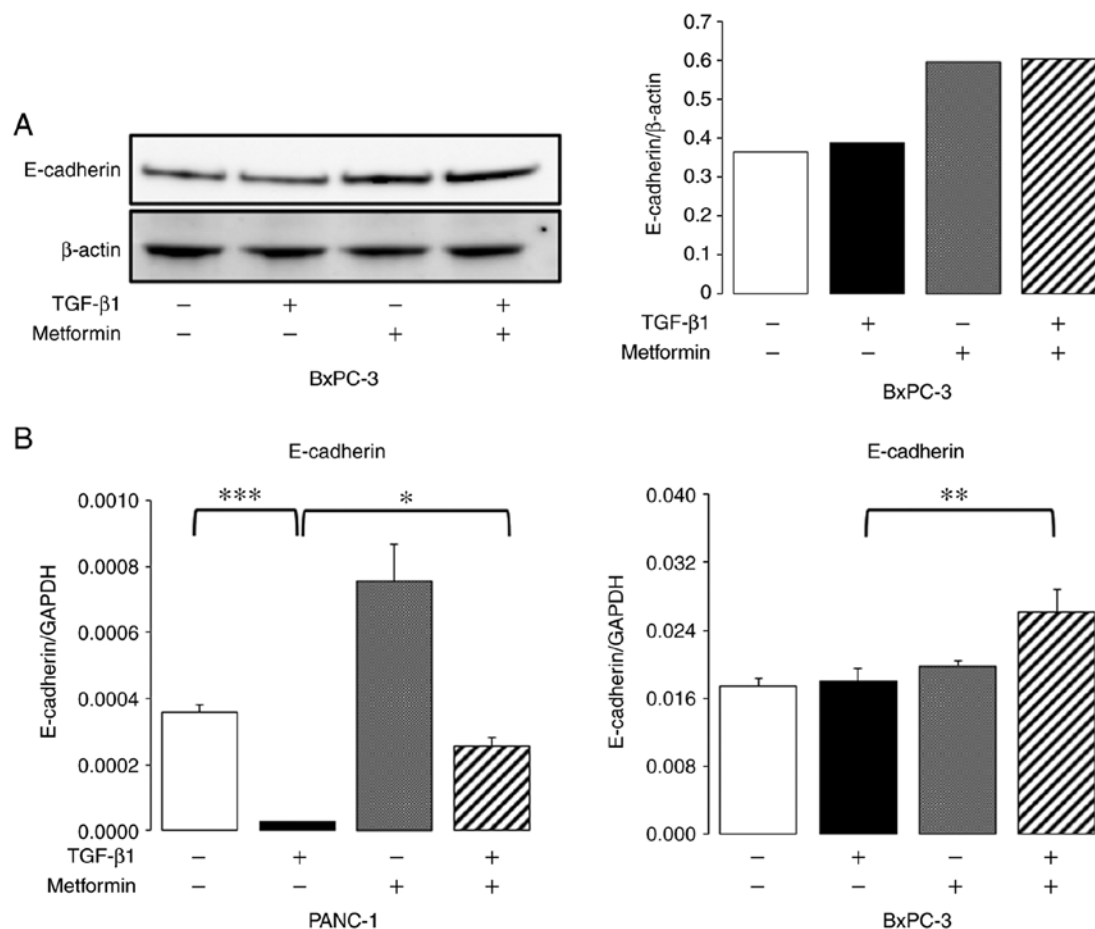 A
E-cadherin
β-actin
TGF-β1 − + − +
Metformin − − + +
BxPC-3
E-cadherin/β-actin
0.7
0.6
0.5
0.4
0.3
0.2
0.1
0
TGF-β1 − + − +
Metformin − − + +
BxPC-3
B
E-cadherin
*** *
E-cadherin/GAPDH
0.0010
0.0008
0.0006
0.0004
0.0002
0.0000
TGF-β1 − + − +
Metformin − − + +
PANC-1
E-cadherin
**
E-cadherin/GAPDH
0.040
0.032
0.024
0.016
0.008
0.000
− + − +
− − + +
BxPC-3